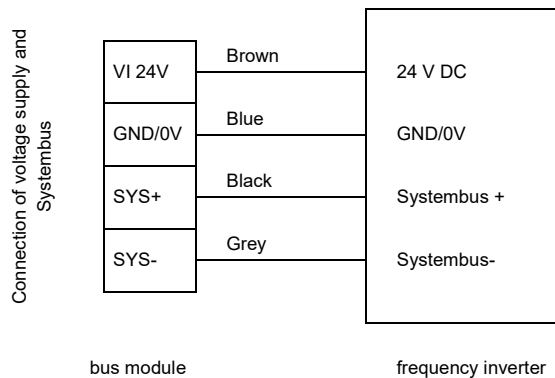 Connection of voltage supply and
Systembus
VI 24V
Brown
24 V DC
GND/0V
Blue
GND/0V
SYS+
Black
Systembus +
SYS-
Grey
Systembus-
bus module
frequency inverter